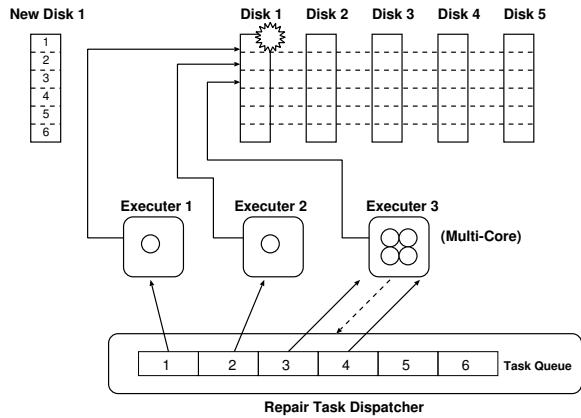 New Disk 1
Disk 1
Disk 2
Disk 3
Disk 4
Disk 5
1
2
3
4
5
6
Executer 1
Executer 2
Executer 3
(Multi-Core)
1
2
3
4
5
6
Task Queue
Repair Task Dispatcher